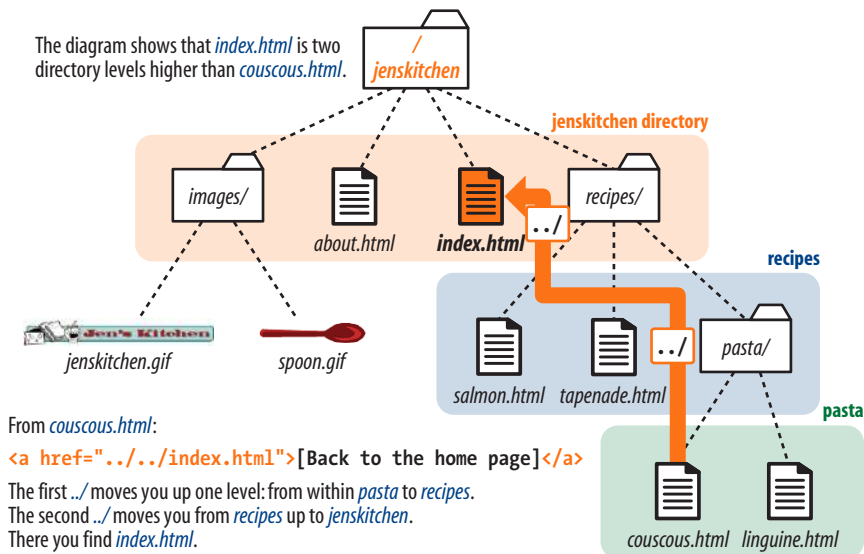 The diagram shows that index.html is two
directory levels higher than couscous.html.
/
jenskitchen
jenskitchen directory
images/
about.html
index.html
../
recipes/
recipes
Jen's Kitchen
jenskitchen.gif
spoon.gif
salmon.html
tapenade.html
../
pasta/
pasta
From couscous.html:
<a href="../../index.html">[Back to the home page]</a>
The first ../ moves you up one level: from within pasta to recipes.
The second ../ moves you from recipes up to jenskitchen.
There you find index.html.
couscous.html
linguine.html